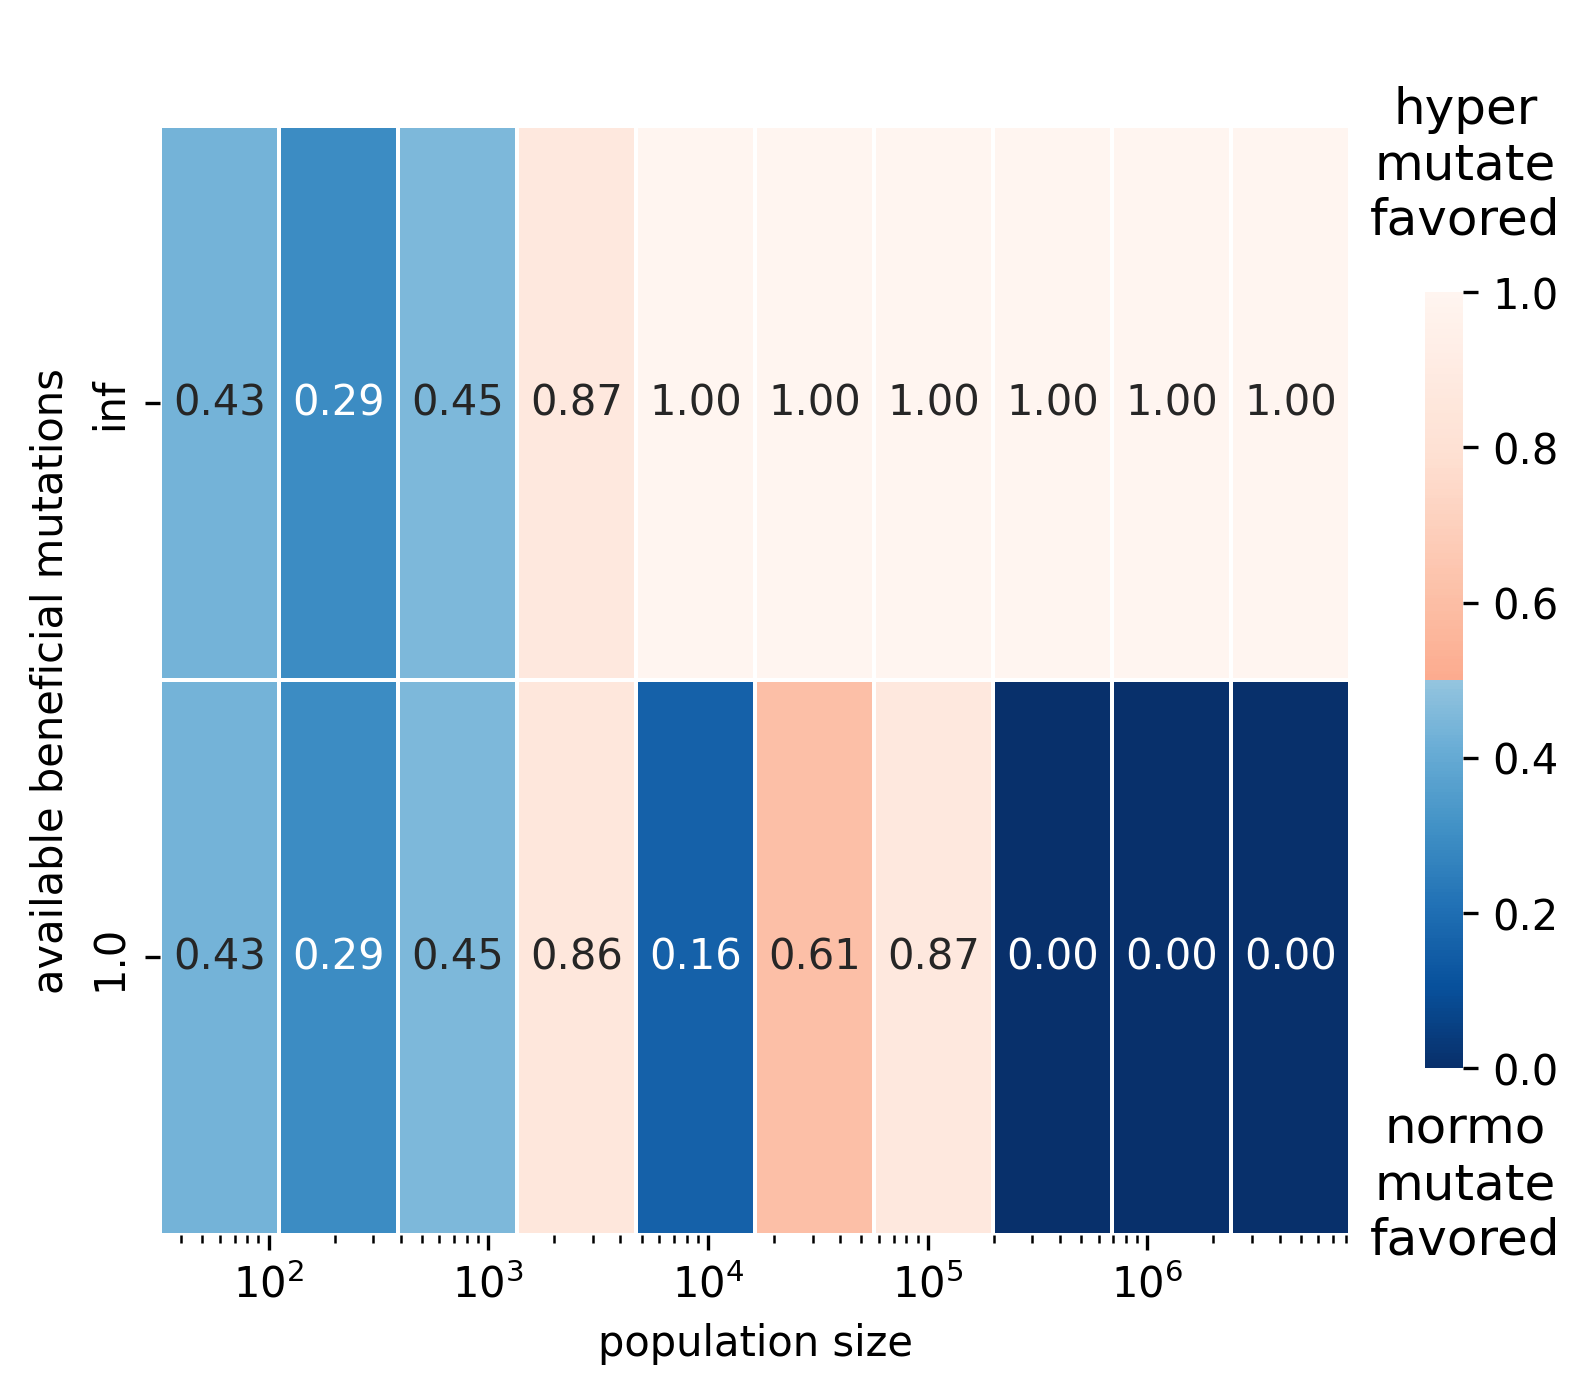 hyper
mutate
favored
available beneficial mutations
inf
0.43 0.29 0.45 0.87 1.00 1.00 1.00 1.00 1.00 1.00
1.0
0.43 0.29 0.45 0.86 0.16 0.61 0.87 0.00 0.00 0.00
10² 10³ 10⁴ 10⁵ 10⁶
population size
1.0
0.8
0.6
0.4
0.2
0.0
normo
mutate
favored